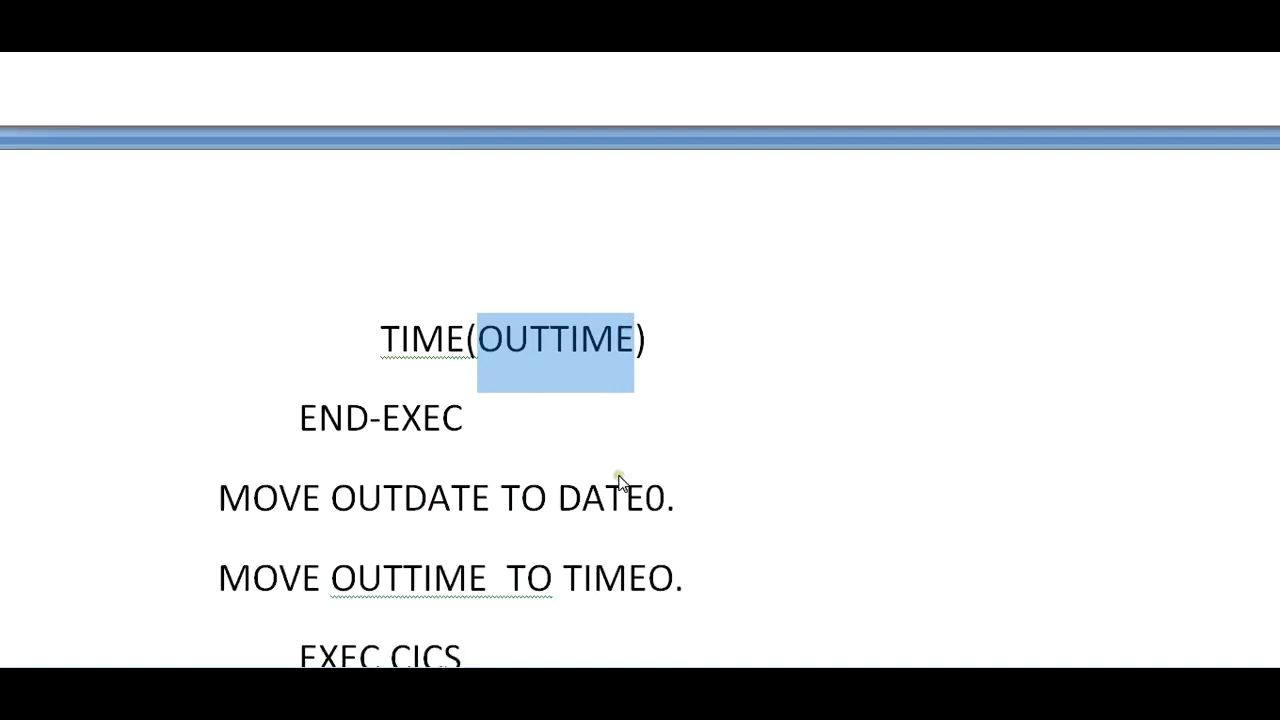 TIME(OUTTIME)
END-EXEC
MOVE OUTDATE TO DATE0.
MOVE OUTTIME  TO TIMEO.
EXEC CICS